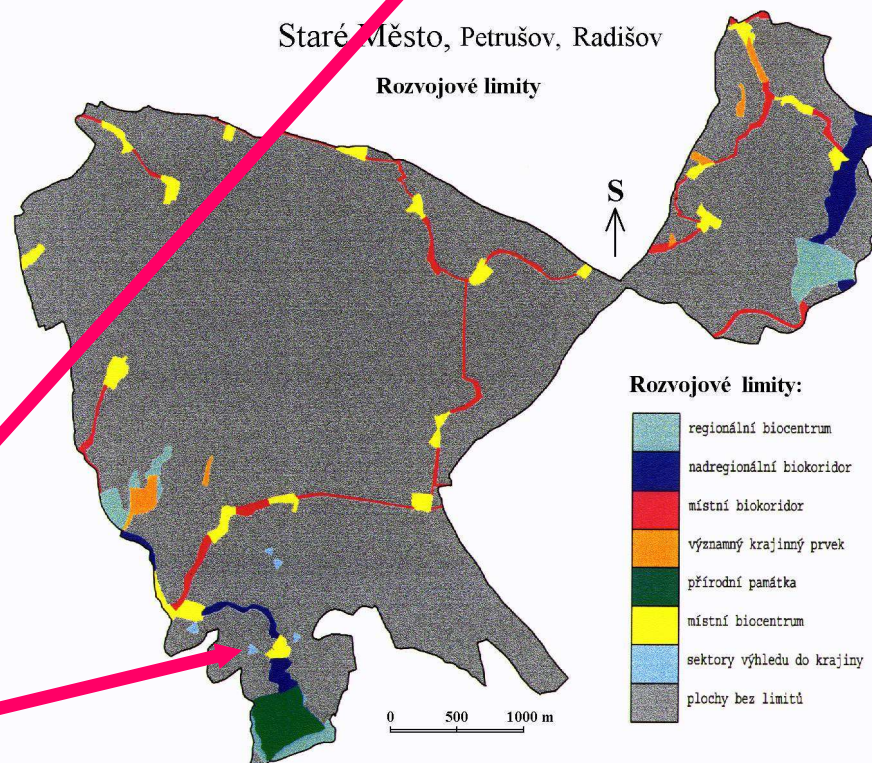 Staré Město, Petrušov, Radišov
Rozvojové limity
S
Rozvojové limity:
regionální biocentrum
nadregionální biokoridor
místní biokoridor
významný krajinný prvek
přírodní památka
místní biocentrum
sektory výhledu do krajiny
plochy bez limitů
0 500 1000 m